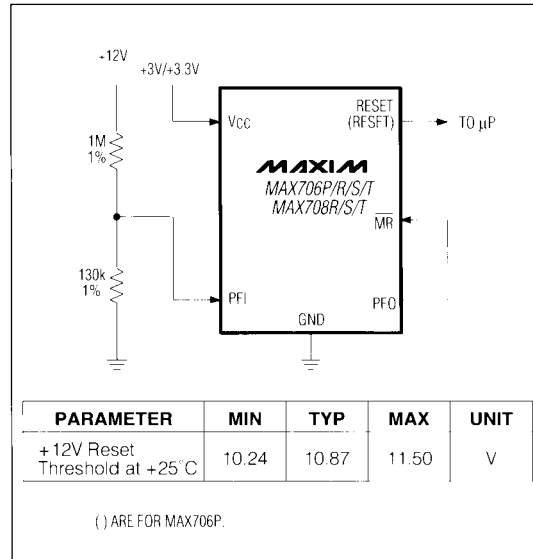 +12V
+3V/+3.3V
1M
1%
130k
1%
VCC
RESET
(RESET)
TO µP
MAXIM
MAX706P/R/S/T
MAX708R/S/T
MR
PFI
PFO
GND
PARAMETER MIN TYP MAX UNIT
+12V Reset
Threshold at +25°C 10.24 10.87 11.50 V
( ) ARE FOR MAX706P.